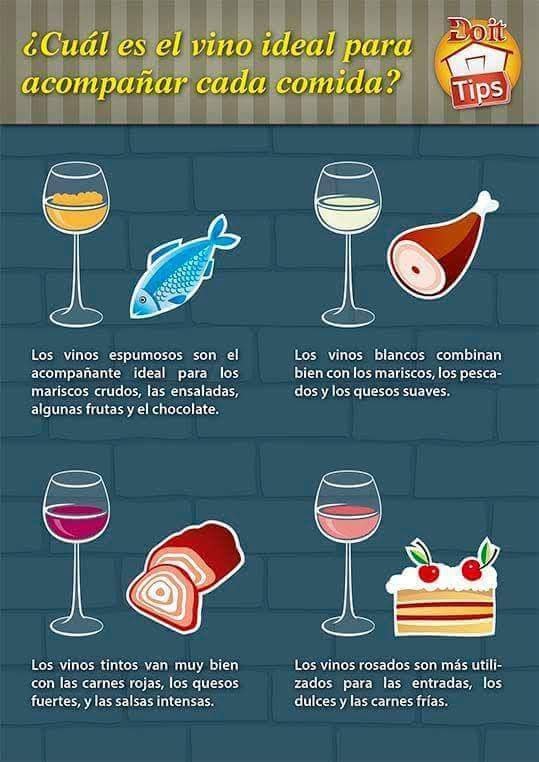 ¿Cuál es el vino ideal para
acompañar cada comida?
Doit
Tips
Los vinos espumosos son el
acompañante ideal para los
mariscos crudos, las ensaladas,
algunas frutas y el chocolate.
Los vinos blancos combinan
bien con los mariscos, los pesca-
dos y los quesos suaves.
Los vinos tintos van muy bien
con las carnes rojas, los quesos
fuertes, y las salsas intensas.
Los vinos rosados son más utili-
zados para las entradas, los
dulces y las carnes frías.